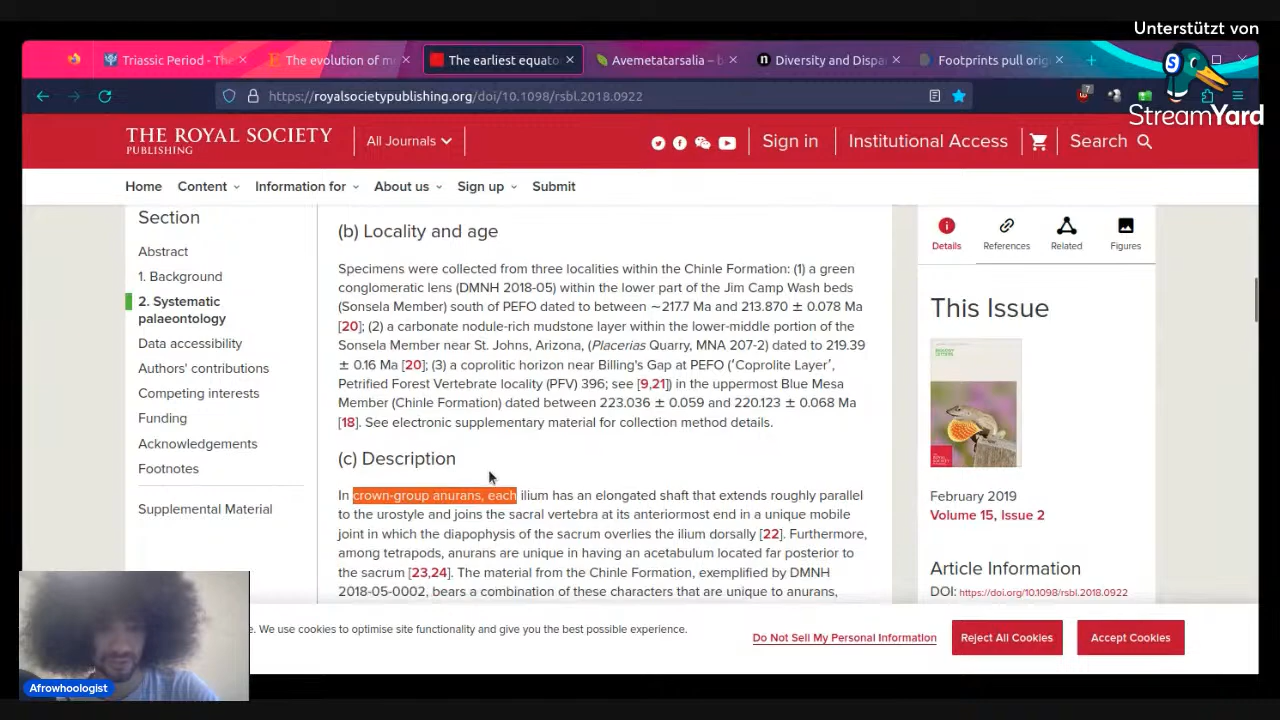 Unterstützt von
StreamYard
Triassic Period - The
The evolution of m
The earliest equato
Avemetatarsalia – b
Diversity and Dispa
Footprints pull orig
https://royalsocietypublishing.org/doi/10.1098/rsbl.2018.0922
7
THE ROYAL SOCIETY
PUBLISHING
All Journals
Sign in
Institutional Access
Search
Home
Content
Information for
About us
Sign up
Submit
Section
Abstract
1. Background
2. Systematic
palaeontology
Data accessibility
Authors' contributions
Competing interests
Funding
Acknowledgements
Footnotes
Supplemental Material
(b) Locality and age
Specimens were collected from three localities within the Chinle Formation: (1) a green
conglomeratic lens (DMNH 2018-05) within the lower part of the Jim Camp Wash beds
(Sonsela Member) south of PEFO dated to between ∼217.7 Ma and 213.870 ± 0.078 Ma
[20]; (2) a carbonate nodule-rich mudstone layer within the lower-middle portion of the
Sonsela Member near St. Johns, Arizona, (Placerias Quarry, MNA 207-2) dated to 219.39
± 0.16 Ma [20]; (3) a coprolitic horizon near Billing's Gap at PEFO ('Coprolite Layer',
Petrified Forest Vertebrate locality (PFV) 396; see [9,21]) in the uppermost Blue Mesa
Member (Chinle Formation) dated between 223.036 ± 0.059 and 220.123 ± 0.068 Ma
[18]. See electronic supplementary material for collection method details.
(c) Description
In crown-group anurans, each ilium has an elongated shaft that extends roughly parallel
to the urostyle and joins the sacral vertebra at its anteriormost end in a unique mobile
joint in which the diapophysis of the sacrum overlies the ilium dorsally [22]. Furthermore,
among tetrapods, anurans are unique in having an acetabulum located far posterior to
the sacrum [23,24]. The material from the Chinle Formation, exemplified by DMNH
2018-05-0002, bears a combination of these characters that are unique to anurans,
Details
References
Related
Figures
This Issue
February 2019
Volume 15, Issue 2
Article Information
DOI: https://doi.org/10.1098/rsbl.2018.0922
e. We use cookies to optimise site functionality and give you the best possible experience.
Do Not Sell My Personal Information
Reject All Cookies
Accept Cookies
Afrowhoologist